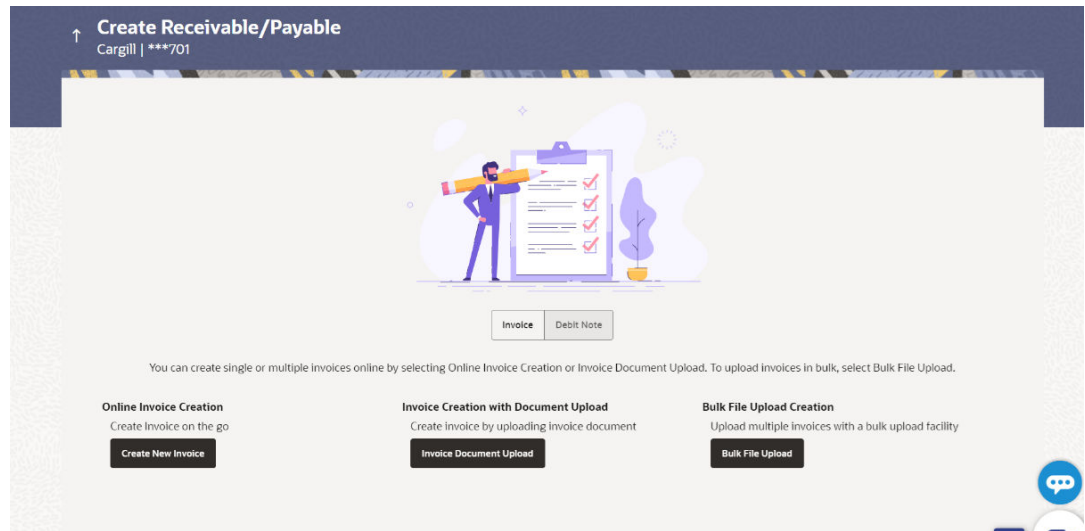 Create Receivable/Payable
Cargill | ***701
Invoice
Debit Note
You can create single or multiple invoices online by selecting Online Invoice Creation or Invoice Document Upload. To upload invoices in bulk, select Bulk File Upload.
Online Invoice Creation
Create Invoice on the go
Create New Invoice
Invoice Creation with Document Upload
Create invoice by uploading invoice document
Invoice Document Upload
Bulk File Upload Creation
Upload multiple invoices with a bulk upload facility
Bulk File Upload